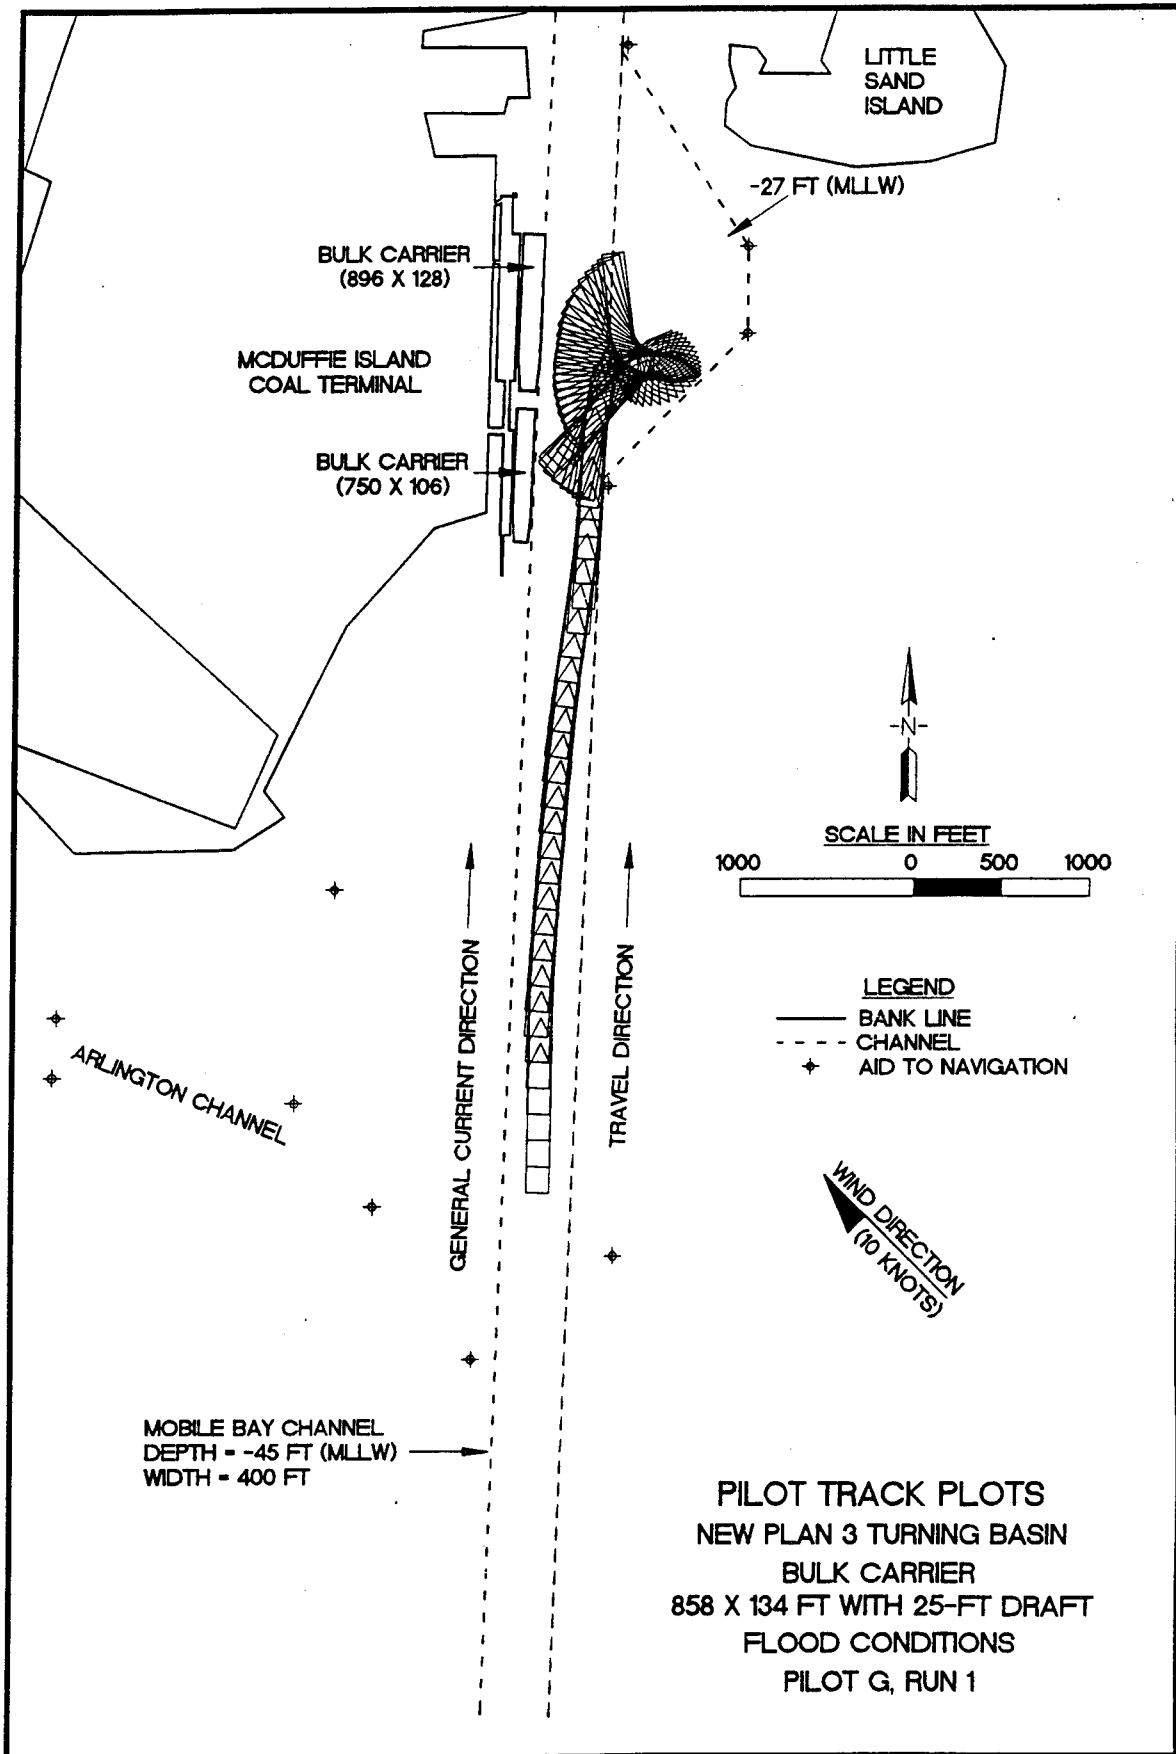 LITTLE
SAND
ISLAND
-27 FT (MLLW)
BULK CARRIER
(896 X 128)
MCDUFFIE ISLAND
COAL TERMINAL
BULK CARRIER
(750 X 106)
-N-
SCALE IN FEET
1000 0 500 1000
LEGEND
BANK LINE
CHANNEL
AID TO NAVIGATION
GENERAL CURRENT DIRECTION
TRAVEL DIRECTION
ARLINGTON CHANNEL
WIND DIRECTION
(10 KNOTS)
MOBILE BAY CHANNEL
DEPTH = -45 FT (MLLW)
WIDTH = 400 FT
PILOT TRACK PLOTS
NEW PLAN 3 TURNING BASIN
BULK CARRIER
858 X 134 FT WITH 25-FT DRAFT
FLOOD CONDITIONS
PILOT G, RUN 1